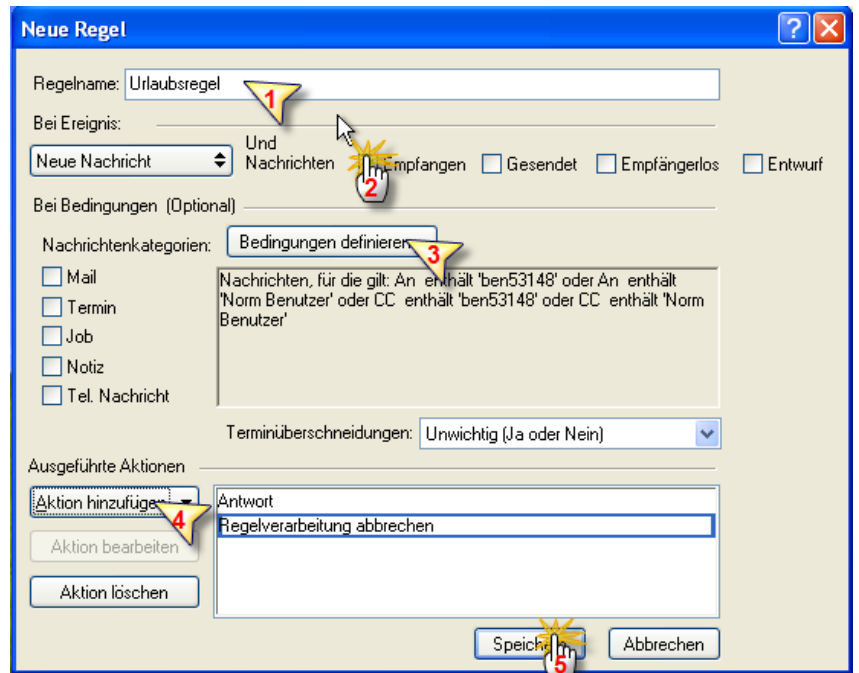 Neue Regel
Regelname: Urlaubsregel
1
Bei Ereignis:
Neue Nachricht
Und
Nachrichten
Empfangen
Gesendet
Empfängerlos
Entwurf
2
Bei Bedingungen (Optional)
Nachrichtenkategorien:
Bedingungen definieren
3
Mail
Termin
Job
Notiz
Tel. Nachricht
Nachrichten, für die gilt: An enthält 'ben53148' oder An enthält
'Norm Benutzer' oder CC enthält 'ben53148' oder CC enthält 'Norm
Benutzer'
Terminüberschneidungen: Unwichtig (Ja oder Nein)
Ausgeführte Aktionen
Aktion hinzufügen
4
Aktion bearbeiten
Aktion löschen
Antwort
Regelverarbeitung abbrechen
Speichern
5
Abbrechen